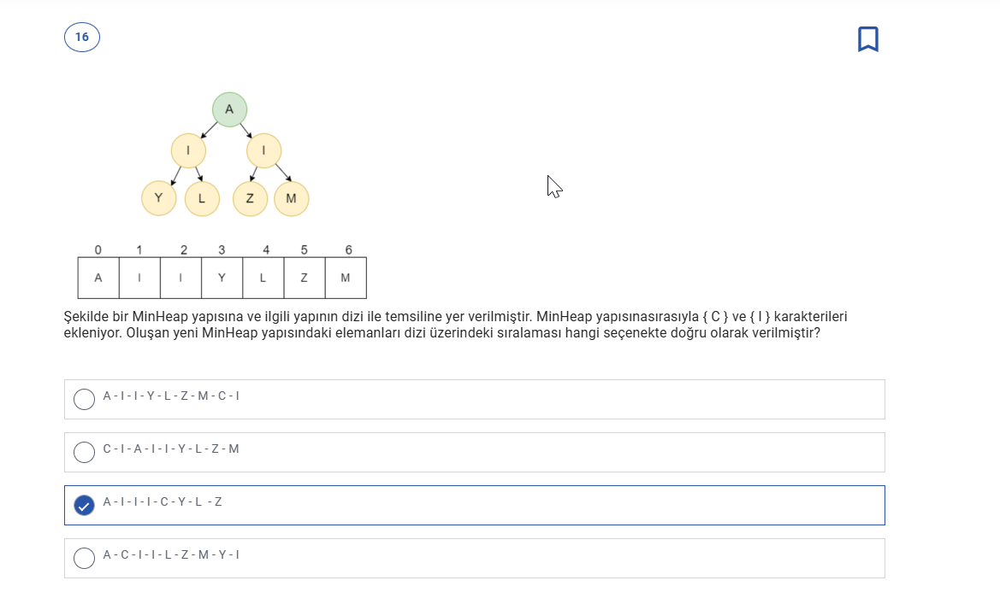 16
A
I I
Y L Z M
0 1 2 3 4 5 6
A I I Y L Z M
Şekilde bir MinHeap yapısına ve ilgili yapının dizi ile temsiline yer verilmiştir. MinHeap yapısınasırasıyla { C } ve { I } karakterileri
ekleniyor. Oluşan yeni MinHeap yapısındaki elemanları dizi üzerindeki sıralaması hangi seçenekte doğru olarak verilmiştir?
A - I - I - Y - L - Z - M - C - I
C - I - A - I - I - Y - L - Z - M
A - I - I - I - C - Y - L - Z
A - C - I - I - L - Z - M - Y - I